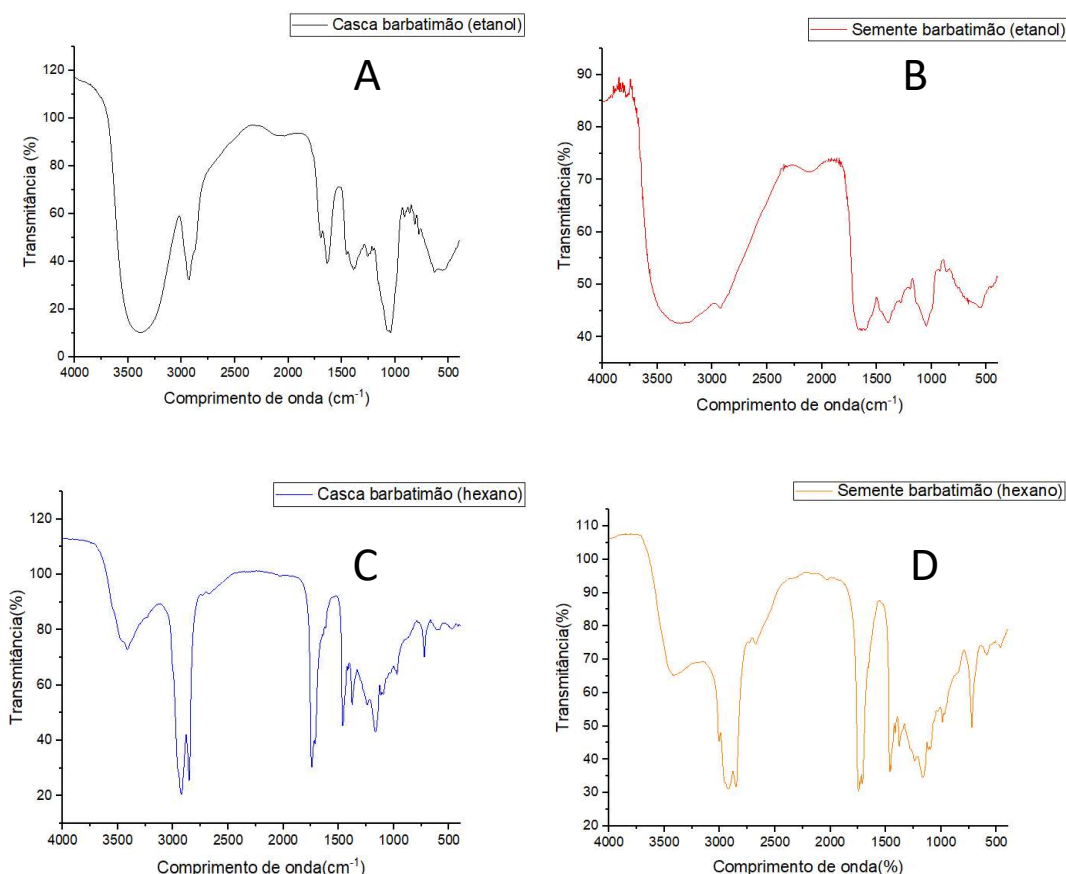 Casca barbatimão (etanol)
A
Transmitância (%)
120
100
80
60
40
20
0
4000 3500 3000 2500 2000 1500 1000 500
Comprimento de onda (cm-1)
Semente barbatimão (etanol)
B
Transmitância(%)
90
80
70
60
50
40
4000 3500 3000 2500 2000 1500 1000 500
Comprimento de onda(cm-1)
Casca barbatimão (hexano)
C
Transmitância(%)
120
100
80
60
40
20
4000 3500 3000 2500 2000 1500 1000 500
Comprimento de onda(cm-1)
Semente barbatimão (hexano)
D
Transmitância(%)
110
100
90
80
70
60
50
40
30
20
4000 3500 3000 2500 2000 1500 1000 500
Comprimento de onda(%)